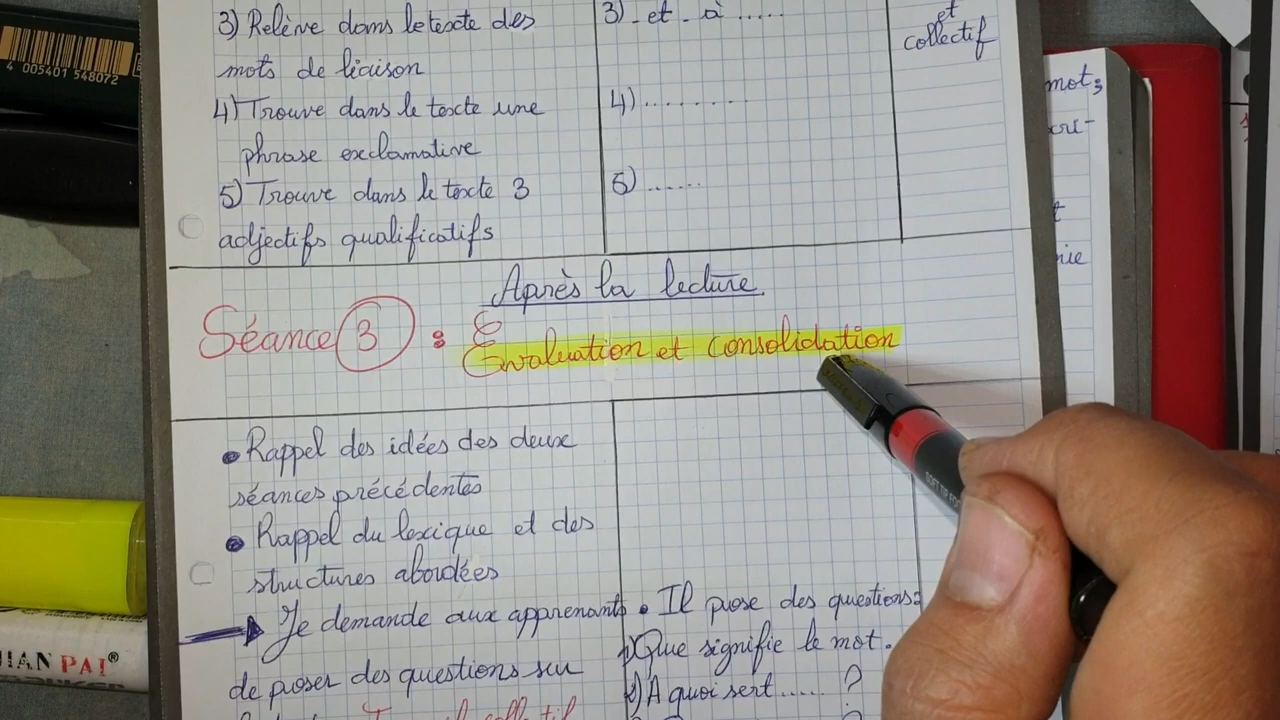 4 005401 548072
3) Relève dans le texte des
mots de liaison
4) Trouve dans le texte une
phrase exclamative
5) Trouve dans le texte 3
adjectifs qualificatifs
3) - et - à .....
4) ..........
5) ......
et
collectif
mot,
Après la lecture
Séance 3 : Evaluation et consolidation
• Rappel des idées des deux
séances précédentes
• Rappel du lexique et des
structures abordées
→ Je demande aux apprenants
de poser des questions sur
• Il pose des questions:
1) Que signifie le mot.
2) A quoi sert ..... ?
SOFT TIP
PAI®